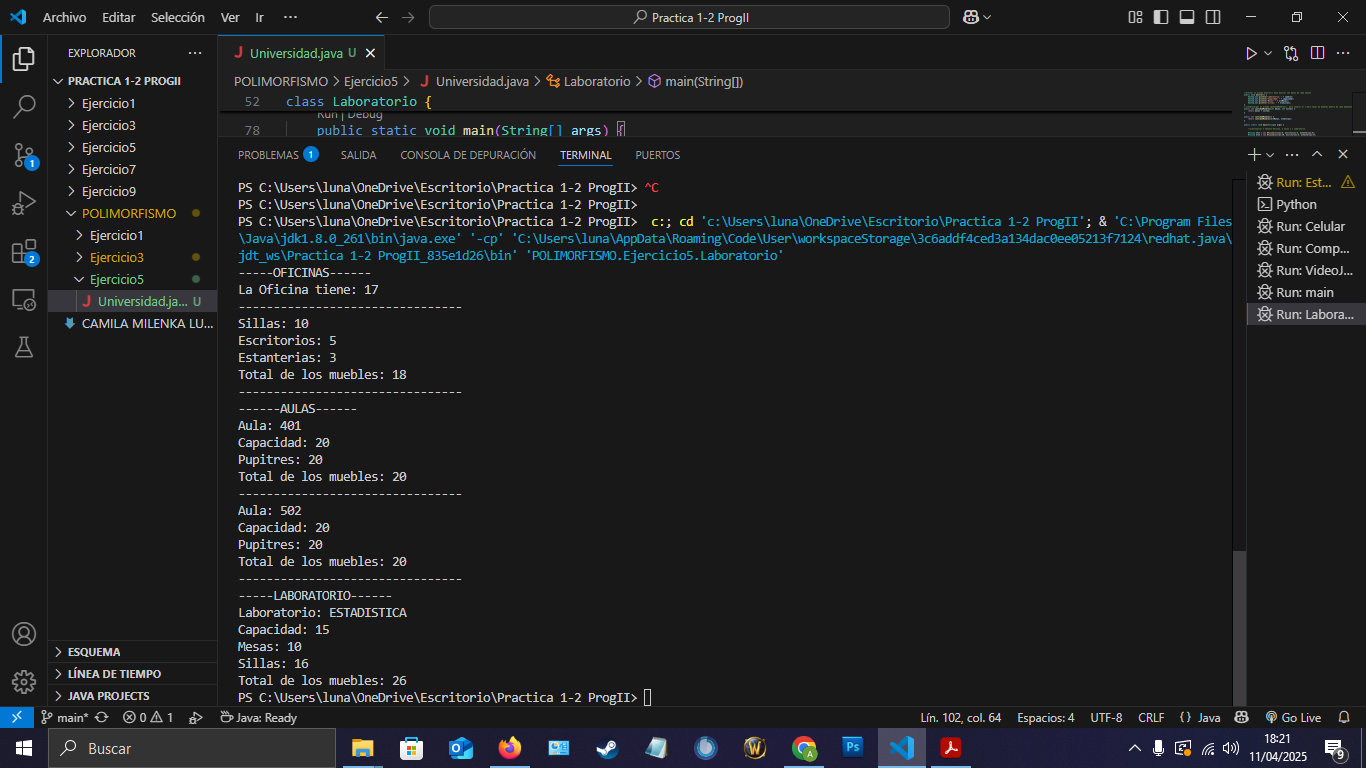 Archivo Editar Selección Ver Ir ···
Practica 1-2 ProgII
EXPLORADOR ···
PRACTICA 1-2 PROGII
Ejercicio1
Ejercicio3
Ejercicio5
Ejercicio7
Ejercicio9
POLIMORFISMO
Ejercicio1
Ejercicio3
Ejercicio5
J Universidad.ja... U
CAMILA MILENKA LU...
ESQUEMA
LÍNEA DE TIEMPO
JAVA PROJECTS
1
2
J Universidad.java U
POLIMORFISMO > Ejercicio5 > J Universidad.java > Laboratorio > main(String[])
52 class Laboratorio {
Run | Debug
78 public static void main(String[] args) {
PROBLEMAS 1 SALIDA CONSOLA DE DEPURACIÓN TERMINAL PUERTOS
PS C:\Users\luna\OneDrive\Escritorio\Practica 1-2 ProgII> ^C
PS C:\Users\luna\OneDrive\Escritorio\Practica 1-2 ProgII>
PS C:\Users\luna\OneDrive\Escritorio\Practica 1-2 ProgII>  c:; cd 'c:\Users\luna\OneDrive\Escritorio\Practica 1-2 ProgII'; & 'C:\Program Files
\Java\jdk1.8.0_261\bin\java.exe' '-cp' 'C:\Users\luna\AppData\Roaming\Code\User\workspaceStorage\3c6addf4ced3a134dac0ee05213f7124\redhat.java\
jdt_ws\Practica 1-2 ProgII_835e1d26\bin' 'POLIMORFISMO.Ejercicio5.Laboratorio'
-----OFICINAS------
La Oficina tiene: 17
--------------------------------
Sillas: 10
Escritorios: 5
Estanterias: 3
Total de los muebles: 18
--------------------------------
------AULAS------
Aula: 401
Capacidad: 20
Pupitres: 20
Total de los muebles: 20
--------------------------------
Aula: 502
Capacidad: 20
Pupitres: 20
Total de los muebles: 20
--------------------------------
-----LABORATORIO------
Laboratorio: ESTADISTICA
Capacidad: 15
Mesas: 10
Sillas: 16
Total de los muebles: 26
PS C:\Users\luna\OneDrive\Escritorio\Practica 1-2 ProgII>
Run: Est...
Python
Run: Celular
Run: Comp...
Run: VideoJ...
Run: main
Run: Labora...
main* 0 1 Java: Ready Lín. 102, col. 64 Espacios: 4 UTF-8 CRLF {} Java Go Live
Buscar
Ps
18:21
11/04/2025
9